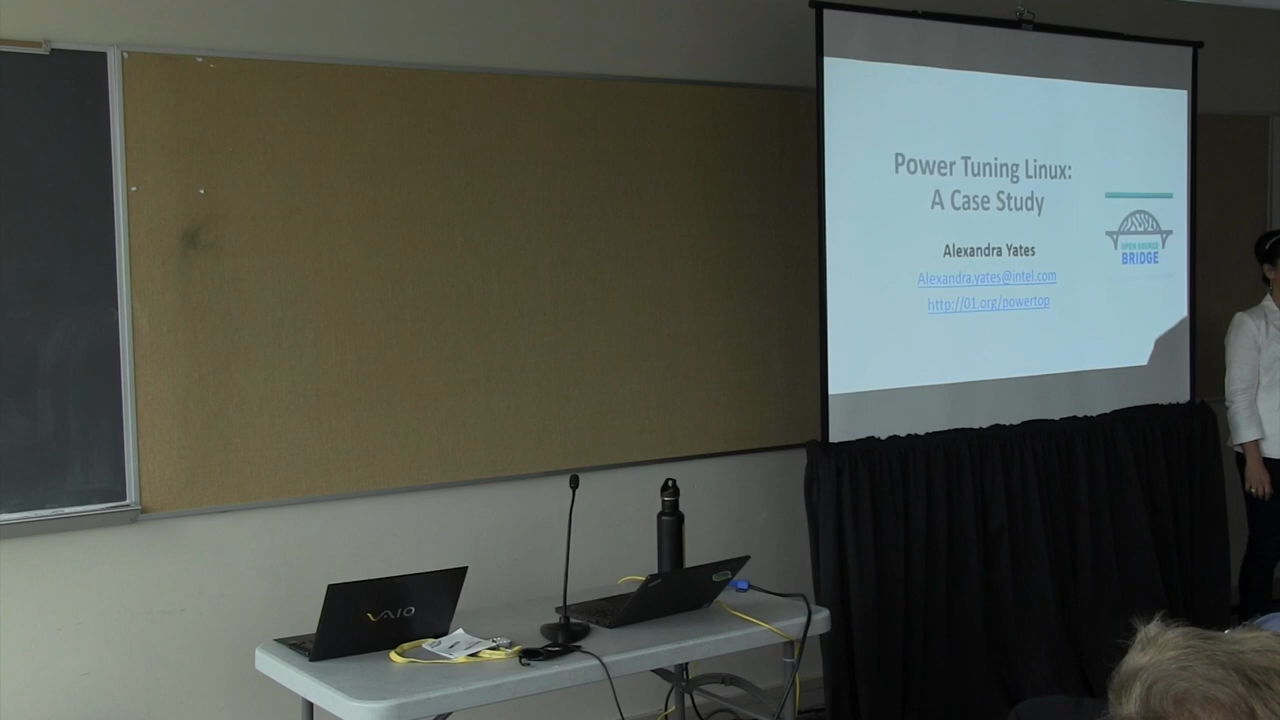 Power Tuning Linux:
A Case Study
Alexandra Yates
Alexandra.yates@intel.com
http://01.org/powertop
OPEN SOURCE
BRIDGE
VAIO